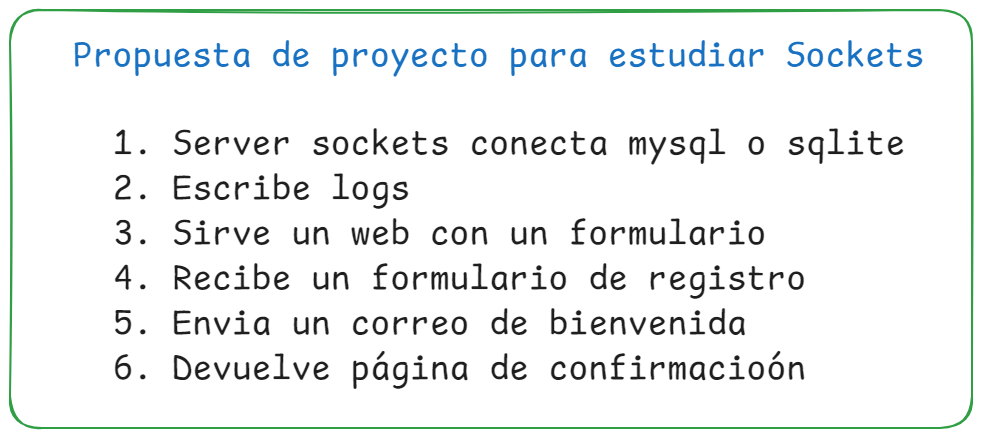 Propuesta de proyecto para estudiar Sockets
1. Server sockets conecta mysql o sqlite
2. Escribe logs
3. Sirve un web con un formulario
4. Recibe un formulario de registro
5. Envia un correo de bienvenida
6. Devuelve página de confirmacioón